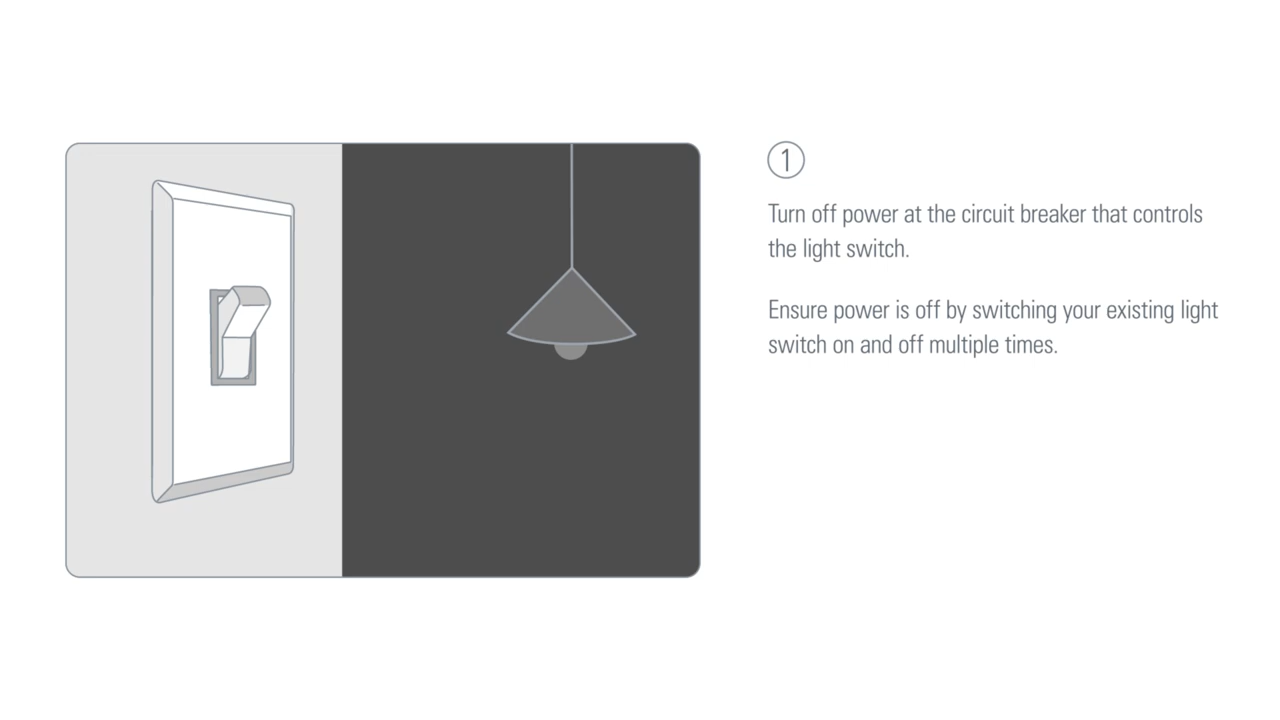 1
Turn off power at the circuit breaker that controls
the light switch.
Ensure power is off by switching your existing light
switch on and off multiple times.